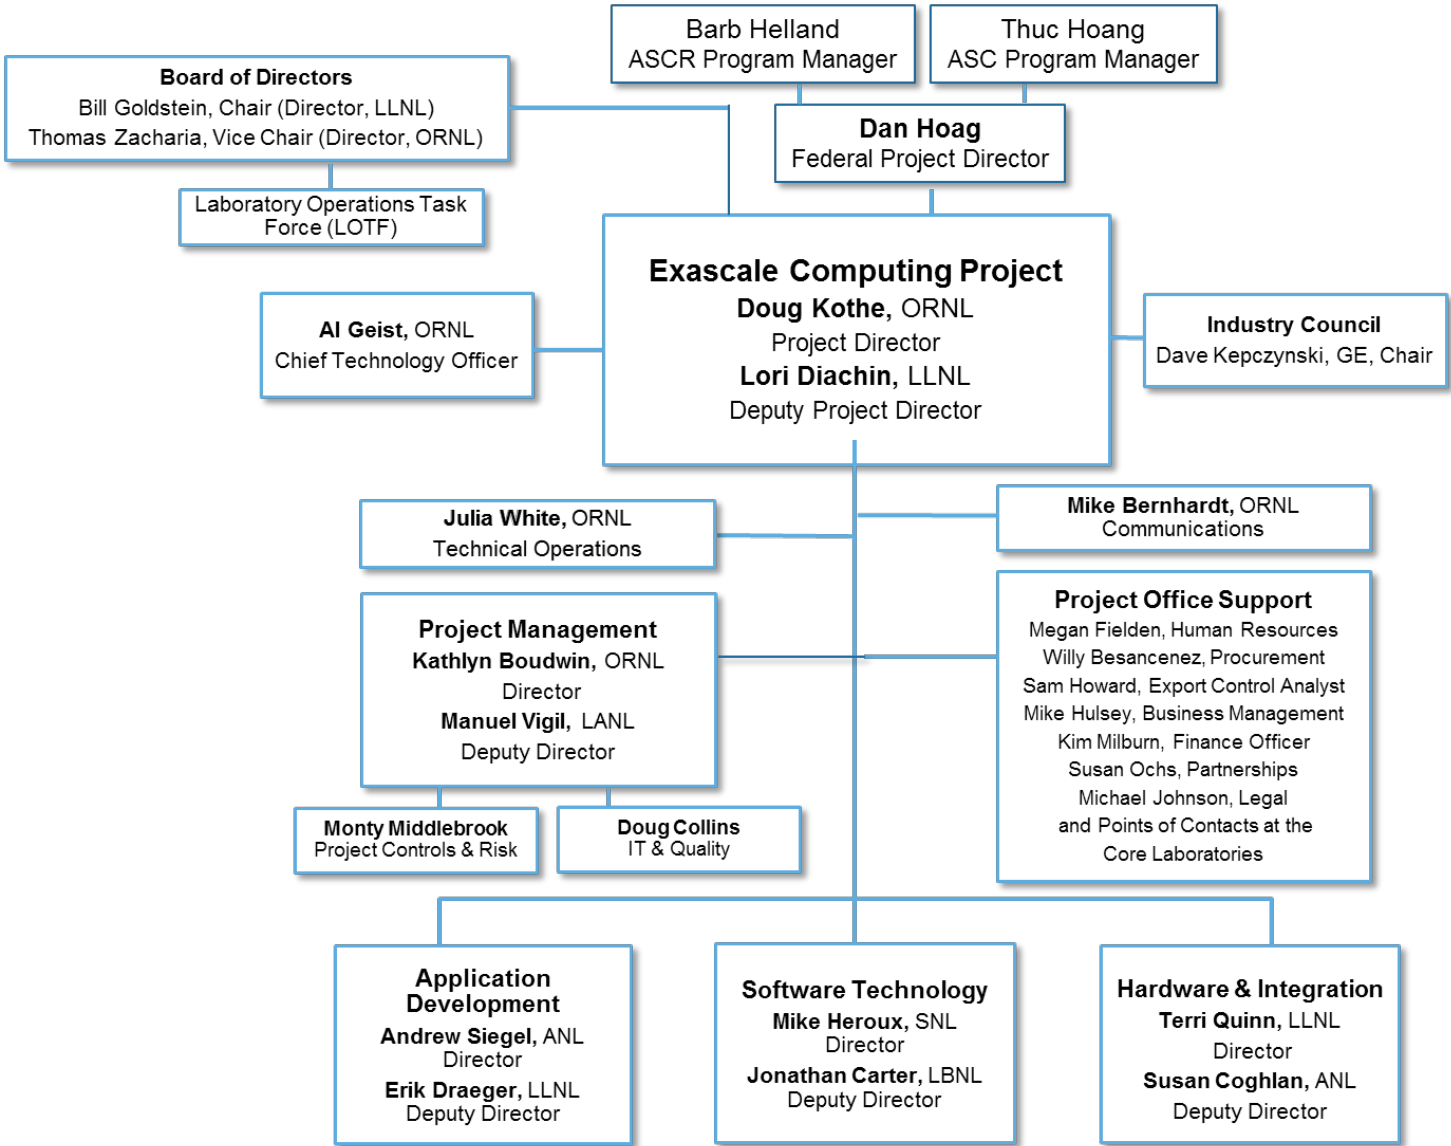 Barb Helland
ASCR Program Manager
Thuc Hoang
ASC Program Manager
Board of Directors
Bill Goldstein, Chair (Director, LLNL)
Thomas Zacharia, Vice Chair (Director, ORNL)
Dan Hoag
Federal Project Director
Laboratory Operations Task
Force (LOTF)
Exascale Computing Project
Doug Kothe, ORNL
Project Director
Lori Diachin, LLNL
Deputy Project Director
Al Geist, ORNL
Chief Technology Officer
Industry Council
Dave Kepczynski, GE, Chair
Julia White, ORNL
Technical Operations
Mike Bernhardt, ORNL
Communications
Project Management
Kathlyn Boudwin, ORNL
Director
Manuel Vigil, LANL
Deputy Director
Project Office Support
Megan Fielden, Human Resources
Willy Besancenez, Procurement
Sam Howard, Export Control Analyst
Mike Hulsey, Business Management
Kim Milburn, Finance Officer
Susan Ochs, Partnerships
Michael Johnson, Legal
and Points of Contacts at the
Core Laboratories
Monty Middlebrook
Project Controls & Risk
Doug Collins
IT & Quality
Application
Development
Andrew Siegel, ANL
Director
Erik Draeger, LLNL
Deputy Director
Software Technology
Mike Heroux, SNL
Director
Jonathan Carter, LBNL
Deputy Director
Hardware & Integration
Terri Quinn, LLNL
Director
Susan Coghlan, ANL
Deputy Director